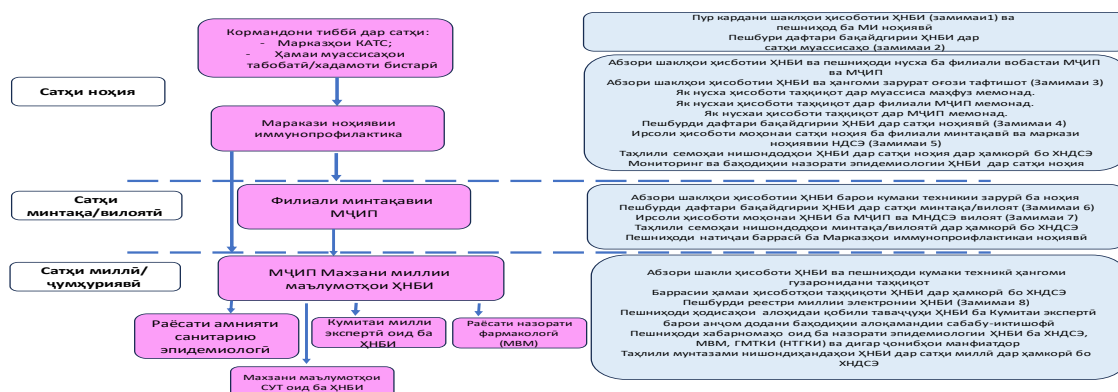 Кормандони тиббӣ дар сатҳи:
- Марказҳои КАТС;
- Ҳамаи муассисаҳои
табобатӣ/хадамоти бистарӣ
Пур кардани шаклҳои ҳисоботии ҲНБИ (замимаи1) ва
пешниҳод ба МИ ноҳиявӣ
Пешбури дафтари бақайдгирӣи ҲНБИ дар
сатҳи муассисаҳо (замимаи 2)
Сатҳи ноҳия
Маракази ноҳиявии
иммунопрофилактика
Абзори шаклҳои ҳисботии ҲНБИ ва пешниҳоди нусха ба филиали вобастаи МҶИП
ва МҶИП
Абзори шаклҳои ҳисоботии ҲНБИ ва ҳангоми зарурат оғози тафтишот (Замимаи 3)
Як нусха ҳисоботи таҳқиқот дар муассиса маҳфуз мемонад.
Як нусхаи ҳисоботи таҳқиқот дар филиали МҶИП мемонад.
Як нусхаи ҳисоботи таҳқиқот дар МҶИП мемонад.
Пешбурди дафтари бақайдгирии ҲНБИ дар сатҳи ноҳиявӣ (Замимаи 4)
Ирсоли ҳисоботи моҳонаи сатҳи ноҳия ба филиали минтақавӣ ва маркази
ноҳиявии НДСЭ (Замимаи 5)
Таҳлили семоҳаи нишондодҳои ҲНБИ дар сатҳи ноҳия дар ҳамкорӣ бо ХНДСЭ
Мониторинг ва баҳодиҳии назорати эпидемиологии ҲНБИ дар сатҳи ноҳия
Сатҳи
минтақа/вилоятӣ
Филиали минтақавии
МҶИП
Абзори шаклҳои ҳисоботии ҲНБИ барои кумаки техникии зарурӣ ба ноҳия
Пешбурди дафтари бақайдгирии ҲНБИ дар сатҳи минтақа/вилоят (Замимаи 6)
Ирсоли ҳисоботи моҳонаи ҲНБИ ба МҶИП ва МНДСЭ вилоят (Замимаи 7)
Таҳлили семоҳаи нишондодҳои минтақа/вилоятӣ дар ҳамкорӣ бо ХНДСЭ
Пешниҳоди натиҷаи баррасӣ ба Марказҳои иммунопрофилактикаи ноҳиявӣ
Сатҳи миллӣ/
ҷумҳуриявӣ
МҶИП Махзани миллии
маълумотҳои ҲНБИ
Абзори шакли ҳисоботи ҲНБИ ва пешниҳоди кумаки техникӣ ҳангоми
гузаронидани таҳқиқот
Баррасии ҳамаи ҳисоботҳои таҳқиқоти ҲНБИ дар ҳамкорӣ бо ХНДСЭ
Пешбурди реестри миллии электронии ҲНБИ (Замимаи 8)
Пешниҳоди ҳодисаҳои алоҳидаи қобили таваҷҷуҳи ҲНБИ ба Кумитаи экспертӣ
барои анҷом додани баҳодиҳии алоқамандии сабабу-иктишофӣ
Пешниҳоди хабарномаҳо оид ба назорати эпидемиологии ҲНБИ ба ХНДСЭ,
МВМ, ГМТКИ (НТГКИ) ва дигар ҷонибҳои манфиатдор
Таҳлили мунтазами нишондиҳандаҳои ҲНБИ дар сатҳи миллӣ дар ҳамкорӣ бо
ХНДСЭ
Раёсати амнияти
санитарию
эпидемиологӣ
Кумитаи милли
экспертӣ оид ба
ҲНБИ
Раёсати назорати
фармакологӣ
(МВМ)
Махзани маълумотҳои
СУТ оид ба ҲНБИ